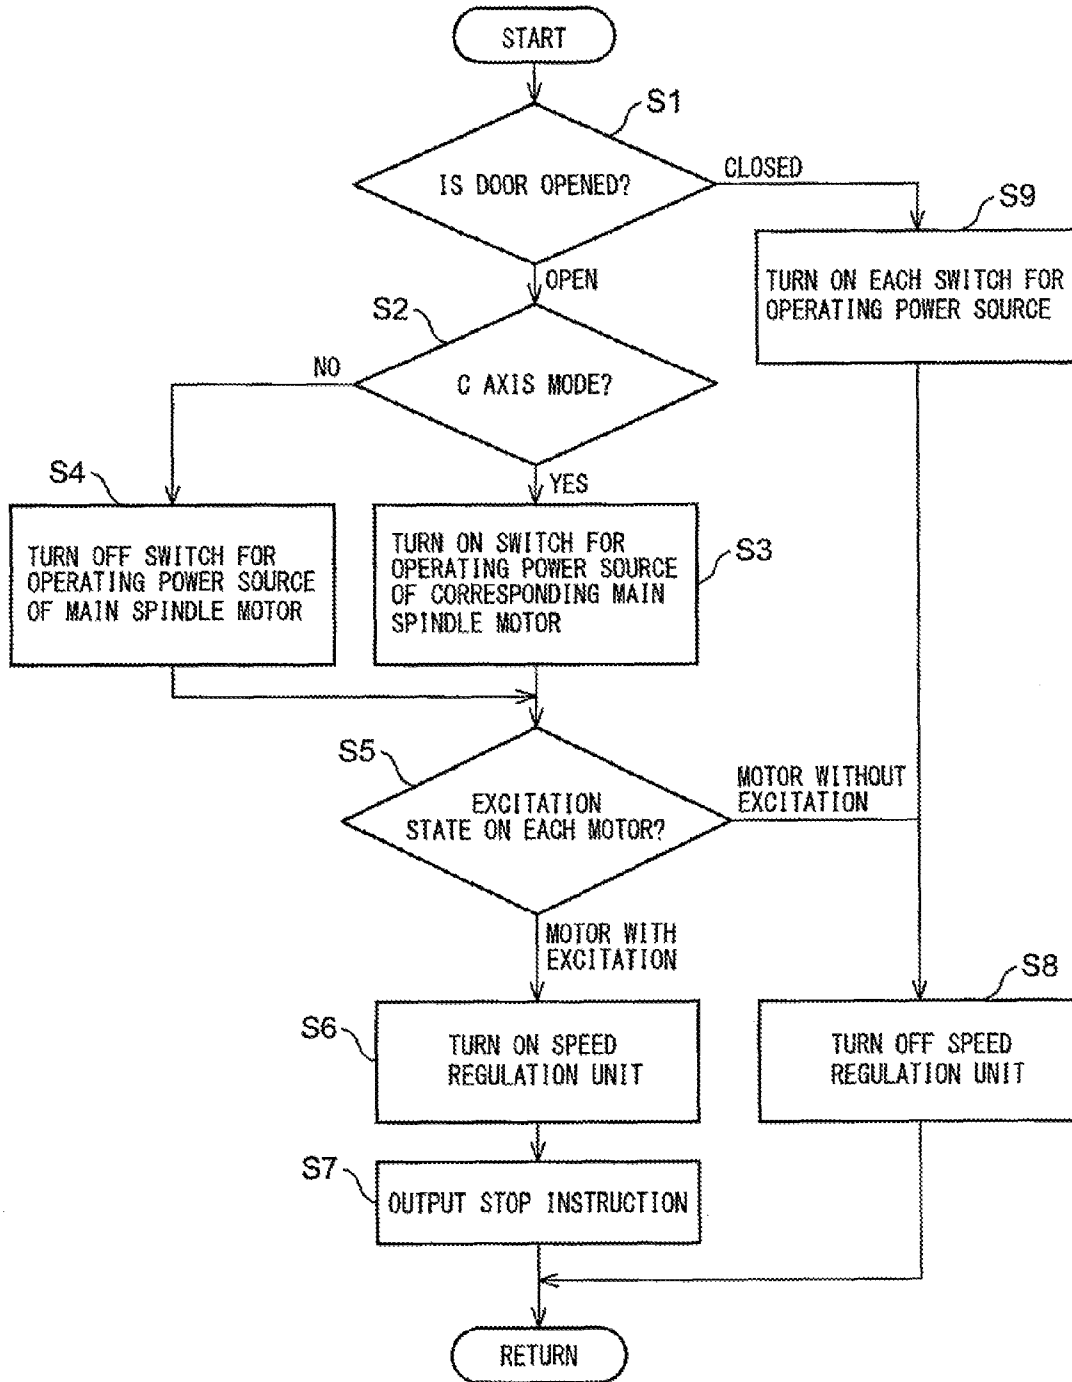 START
S1
IS DOOR OPENED?
CLOSED
S9
TURN ON EACH SWITCH FOR
OPERATING POWER SOURCE
OPEN
S2
C AXIS MODE?
NO
YES
S4
TURN OFF SWITCH FOR
OPERATING POWER SOURCE
OF MAIN SPINDLE MOTOR
S3
TURN ON SWITCH FOR
OPERATING POWER SOURCE
OF CORRESPONDING MAIN
SPINDLE MOTOR
S5
EXCITATION
STATE ON EACH MOTOR?
MOTOR WITHOUT
EXCITATION
MOTOR WITH
EXCITATION
S6
TURN ON SPEED
REGULATION UNIT
S8
TURN OFF SPEED
REGULATION UNIT
S7
OUTPUT STOP INSTRUCTION
RETURN